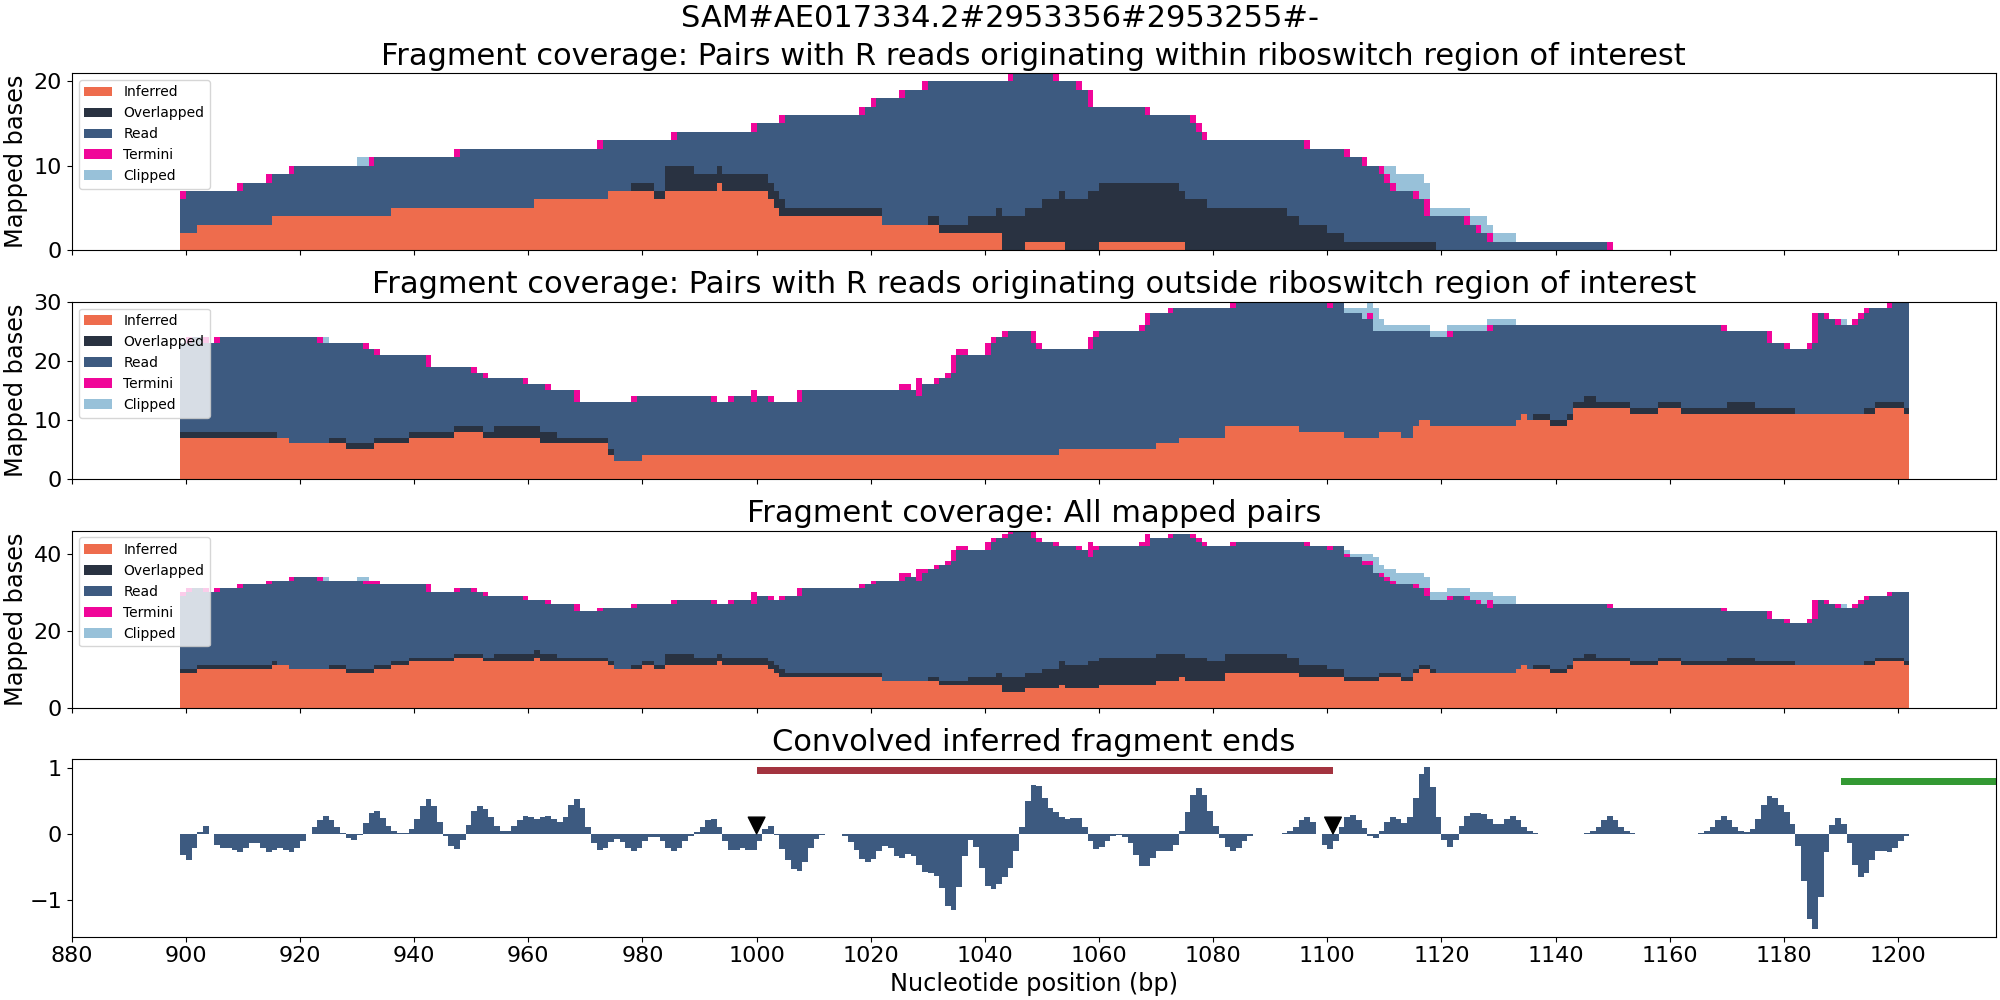 SAM#AE017334.2#2953356#2953255#-
Fragment coverage: Pairs with R reads originating within riboswitch region of interest
Mapped bases
20
10
0
Inferred
Overlapped
Read
Termini
Clipped
Fragment coverage: Pairs with R reads originating outside riboswitch region of interest
Mapped bases
30
20
10
0
Inferred
Overlapped
Read
Termini
Clipped
Fragment coverage: All mapped pairs
Mapped bases
40
20
0
Inferred
Overlapped
Read
Termini
Clipped
Convolved inferred fragment ends
1
0
−1
880 900 920 940 960 980 1000 1020 1040 1060 1080 1100 1120 1140 1160 1180 1200
Nucleotide position (bp)